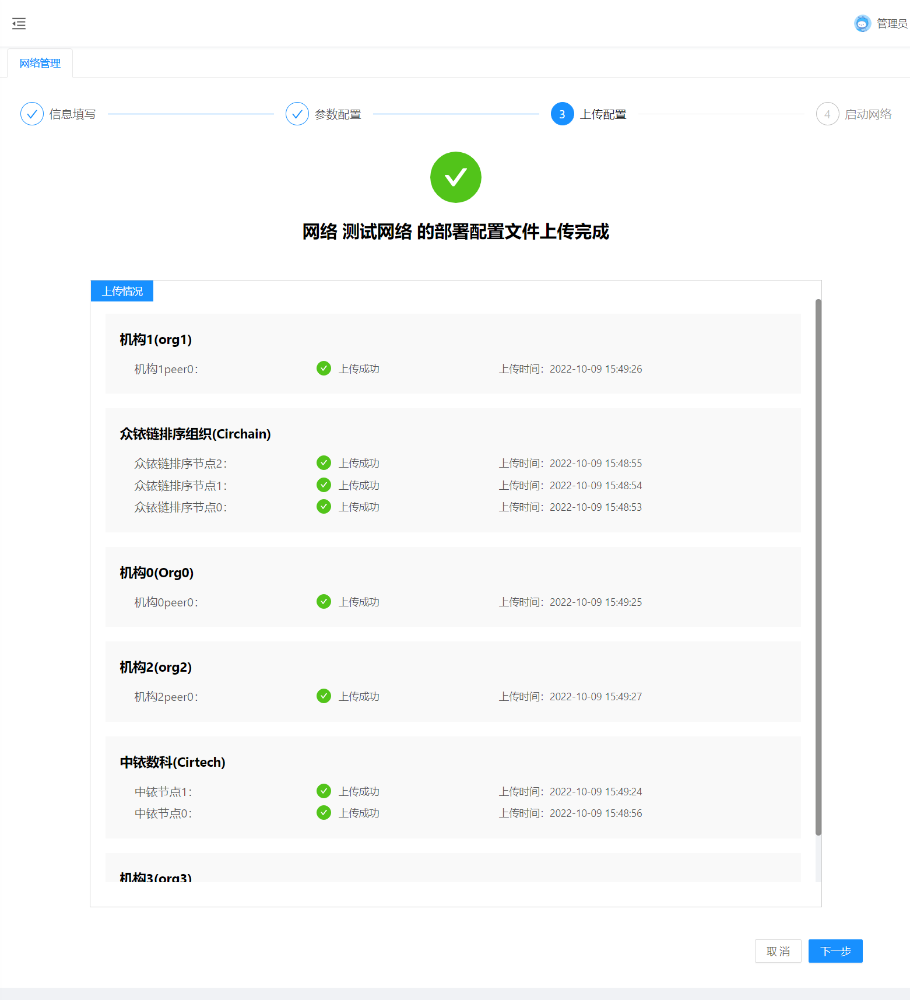 管理员
网络管理
信息填写
参数配置
3 上传配置
4 启动网络
网络 测试网络 的部署配置文件上传完成
上传情况
机构1(org1)
机构1peer0: 上传成功 上传时间: 2022-10-09 15:49:26
众铱链排序组织(Circhain)
众铱链排序节点2: 上传成功 上传时间: 2022-10-09 15:48:55
众铱链排序节点1: 上传成功 上传时间: 2022-10-09 15:48:54
众铱链排序节点0: 上传成功 上传时间: 2022-10-09 15:48:53
机构0(Org0)
机构0peer0: 上传成功 上传时间: 2022-10-09 15:49:25
机构2(org2)
机构2peer0: 上传成功 上传时间: 2022-10-09 15:49:27
中铱数科(Cirtech)
中铱节点1: 上传成功 上传时间: 2022-10-09 15:49:24
中铱节点0: 上传成功 上传时间: 2022-10-09 15:48:56
机构3(org3)
取 消
下一步